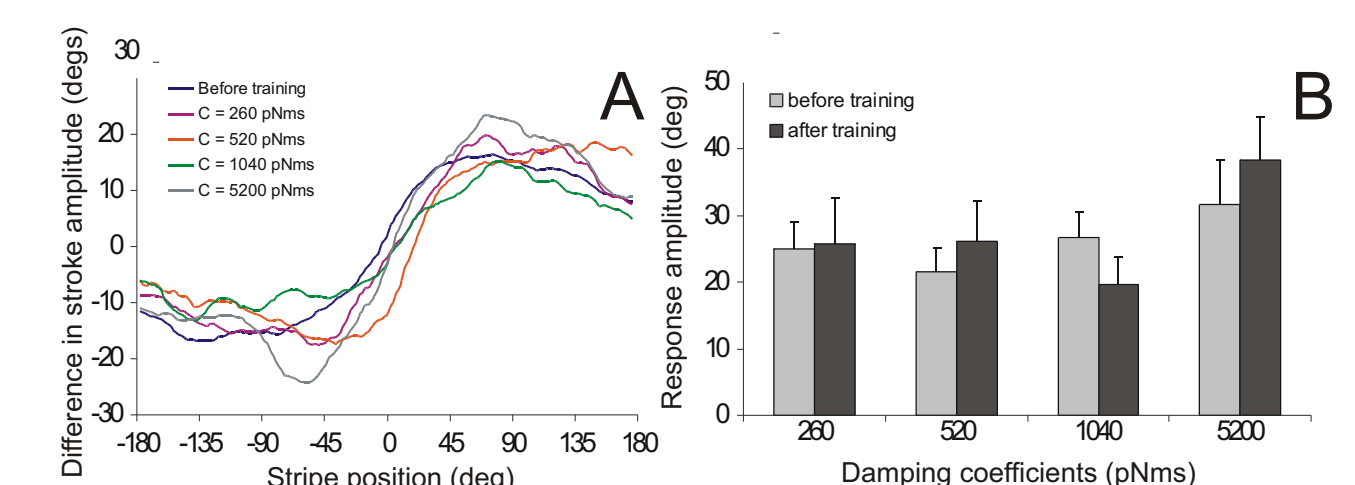 A
Difference in stroke amplitude (degs)
30
20
10
0
-10
-20
-30
Before training
C = 260 pNms
C = 520 pNms
C = 1040 pNms
C = 5200 pNms
-180 -135 -90 -45 0 45 90 135 180
Stripe position (deg)
B
Response amplitude (deg)
50
40
30
20
10
0
before training
after training
260 520 1040 5200
Damping coefficients (pNms)